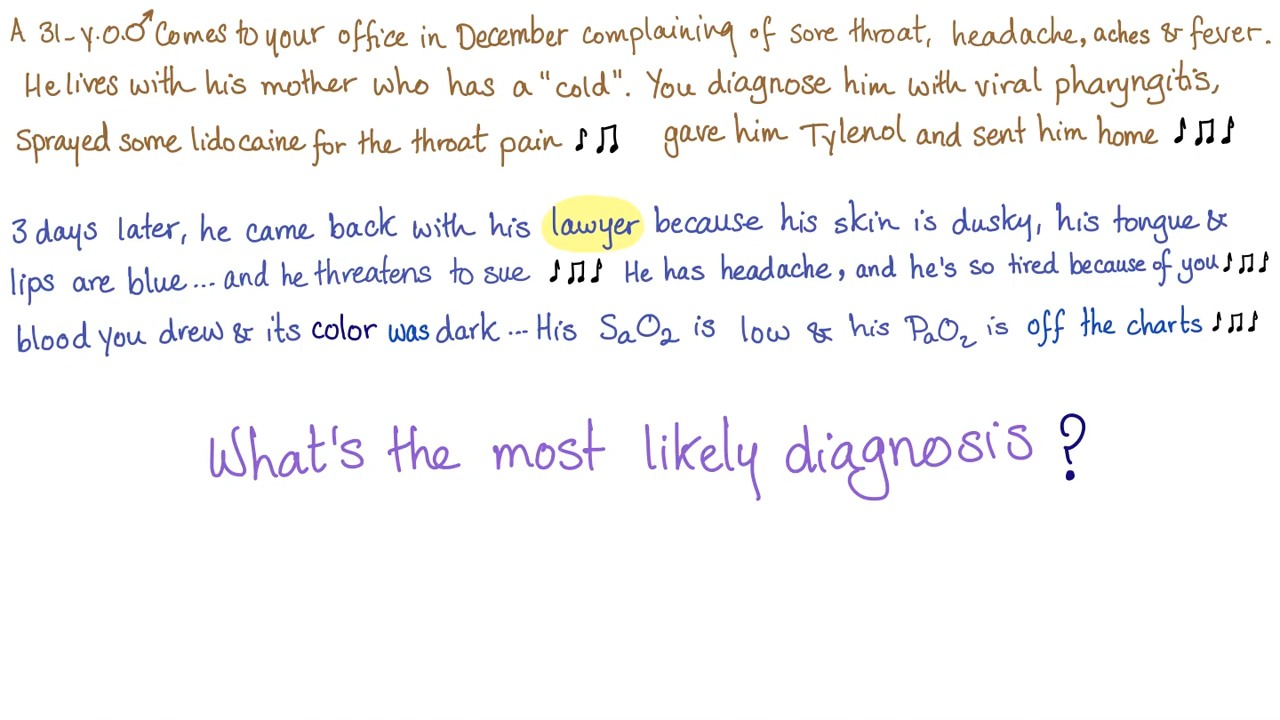 A 31-y.o.♂ Comes to your office in December complaining of sore throat, headache, aches & fever.
He lives with his mother who has a "cold". You diagnose him with viral pharyngitis,
Sprayed some lidocaine for the throat pain ♪♫ gave him Tylenol and sent him home ♪♫♪
3 days later, he came back with his lawyer because his skin is dusky, his tongue &
lips are blue... and he threatens to sue ♪♫♪ He has headache, and he's so tired because of you ♪♫♪
blood you drew & its color was dark ... His SaO2 is low & his PaO2 is off the charts ♪♫♪
What's the most likely diagnosis ?